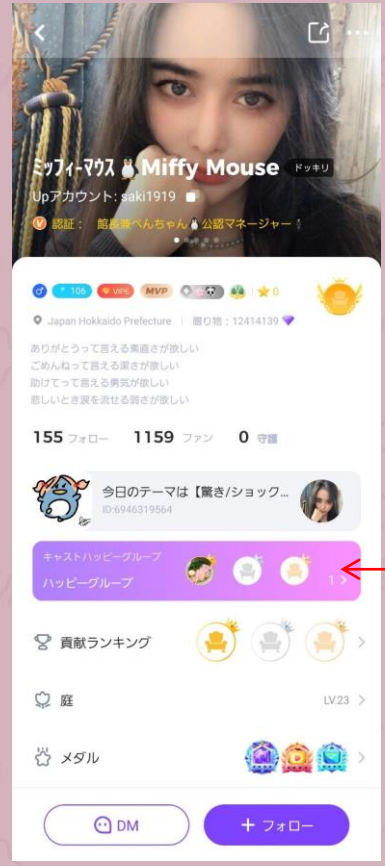 ミッフィーマウス Miffy Mouse ドッキリ
Upアカウント: saki1919
V 認証： 館長兼ぺんちゃん 公認マネージャー
106 VIP6 MVP 0
Japan Hokkaido Prefecture | 贈り物：12414139
ありがとうって言える素直さが欲しい
ごめんねって言える潔さが欲しい
助けてって言える勇気が欲しい
悲しいとき涙を流せる弱さが欲しい
155 フォロー 1159 ファン 0 守護
今日のテーマは【驚き/ショック...
ID:6946319564
キャストハッピーグループ
ハッピーグループ 1
貢献ランキング
庭 LV.23
メダル
DM + フォロー